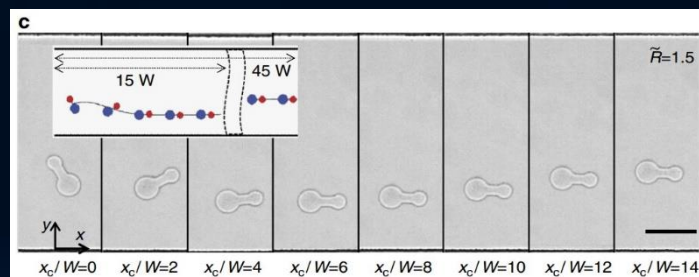 c
15 W
45 W
R̃=1.5
y
x
x_c/W=0 x_c/W=2 x_c/W=4 x_c/W=6 x_c/W=8 x_c/W=10 x_c/W=12 x_c/W=14